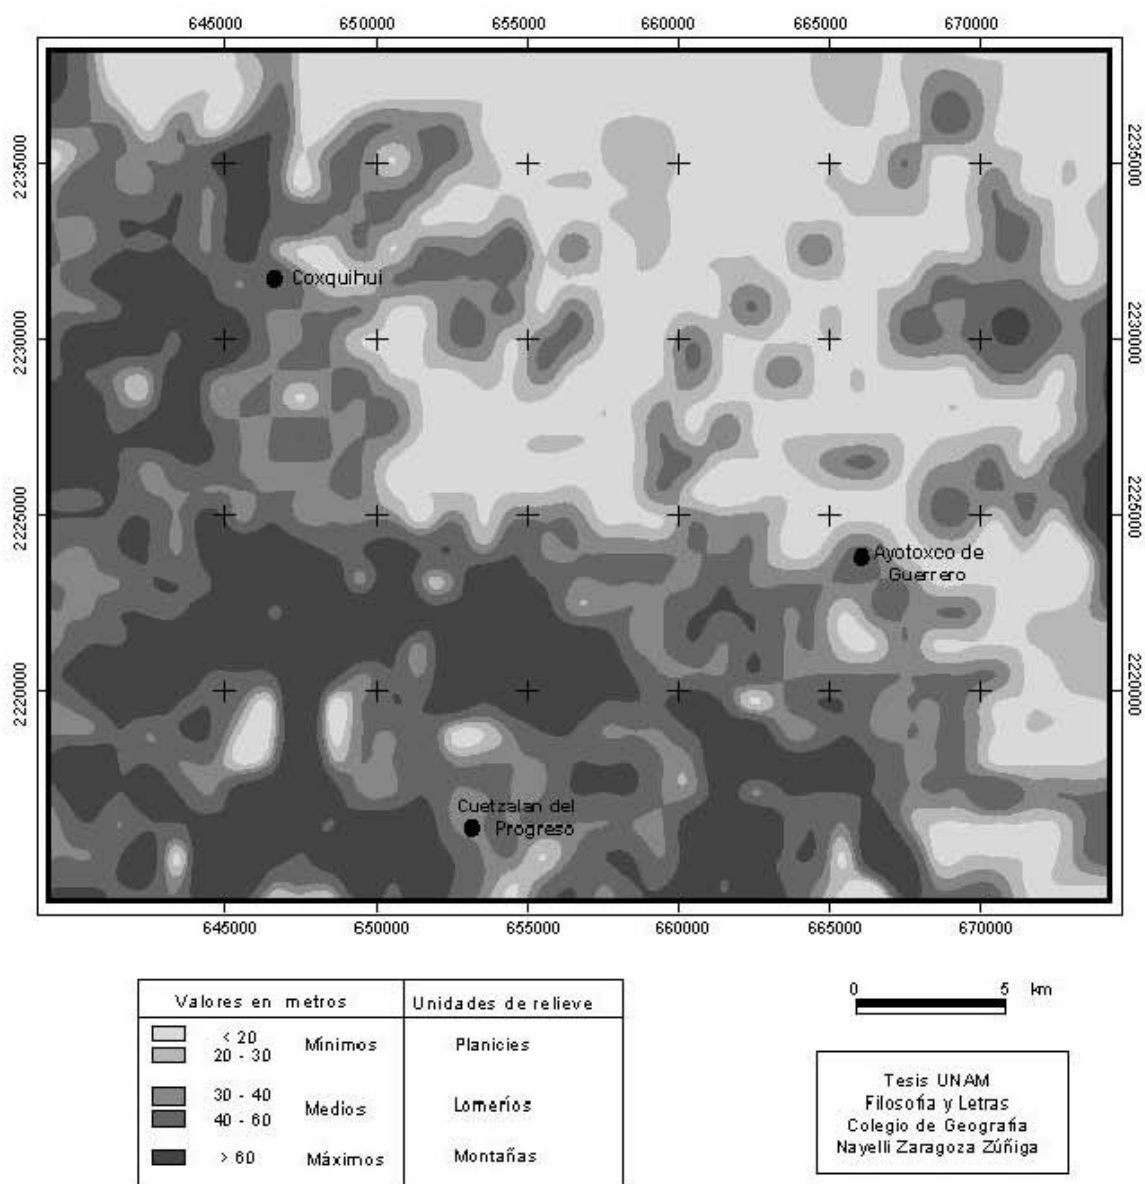 645000 650000 655000 660000 665000 670000
2235000 2235000
Coxquihui
2230000 2230000
2225000 2225000
Ayotoxco de
Guerrero
2220000 2220000
Cuetzalan del
Progreso
645000 650000 655000 660000 665000 670000
Valores en metros Unidades de relieve
< 20
20 - 30
Mínimos Planicies
30 - 40
40 - 60
Medios Lomeríos
> 60 Máximos Montañas
0 5 km
Tesis UNAM
Filosofía y Letras
Colegio de Geografía
Nayelli Zaragoza Zúñiga